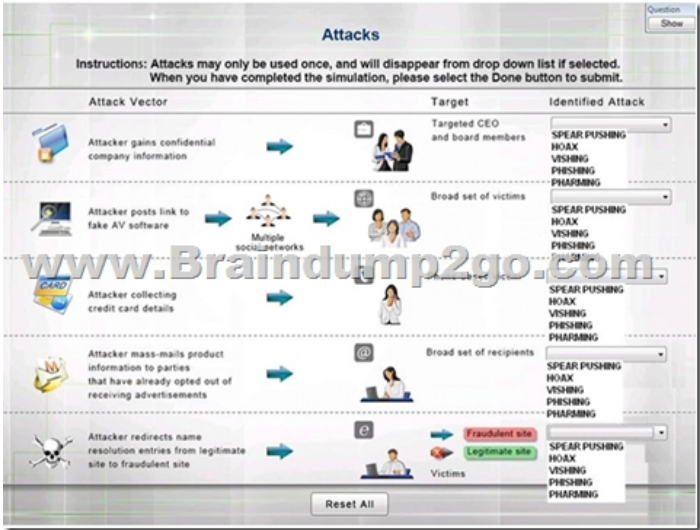 Question
Show
Attacks
Instructions: Attacks may only be used once, and will disappear from drop down list if selected.
When you have completed the simulation, please select the Done button to submit.
Attack Vector
Target
Identified Attack
Attacker gains confidential
company information
Targeted CEO
and board members
SPEAR PUSHING
HOAX
VISHING
PHISHING
PHARMING
Attacker posts link to
fake AV software
Multiple
social networks
Broad set of victims
SPEAR PUSHING
HOAX
VISHING
PHISHING
www.Braindump2go.com
CARD
Attacker collecting
credit card details
SPEAR PUSHING
HOAX
VISHING
PHISHING
PHARMING
Attacker mass-mails product
information to parties
that have already opted out of
receiving advertisements
@
Broad set of recipients
SPEAR PUSHING
HOAX
VISHING
PHISHING
PHARMING
Attacker redirects name
resolution entries from legitimate
site to fraudulent site
e
Fraudulent site
Legitimate site
Victims
SPEAR PUSHING
HOAX
VISHING
PHISHING
PHARMING
Reset All